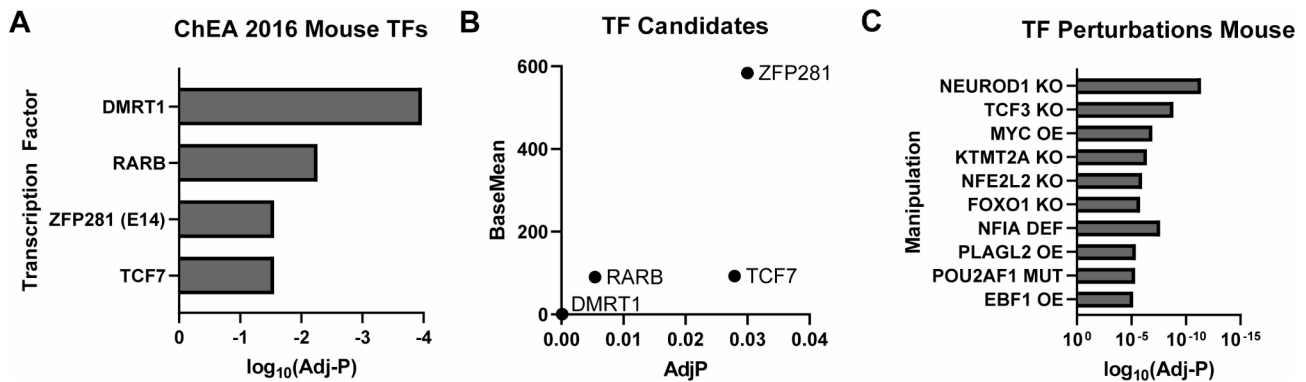 A
ChEA 2016 Mouse TFs
Transcription Factor
DMRT1
RARB
ZFP281 (E14)
TCF7
0 -1 -2 -3 -4
log10(Adj-P)
B
TF Candidates
BaseMean
600
400
200
0
ZFP281
RARB
TCF7
DMRT1
0.00 0.01 0.02 0.03 0.04
AdjP
C
TF Perturbations Mouse
Manipulation
NEUROD1 KO
TCF3 KO
MYC OE
KTMT2A KO
NFE2L2 KO
FOXO1 KO
NFIA DEF
PLAGL2 OE
POU2AF1 MUT
EBF1 OE
10⁰ 10⁻⁵ 10⁻¹⁰ 10⁻¹⁵
log10(Adj-P)